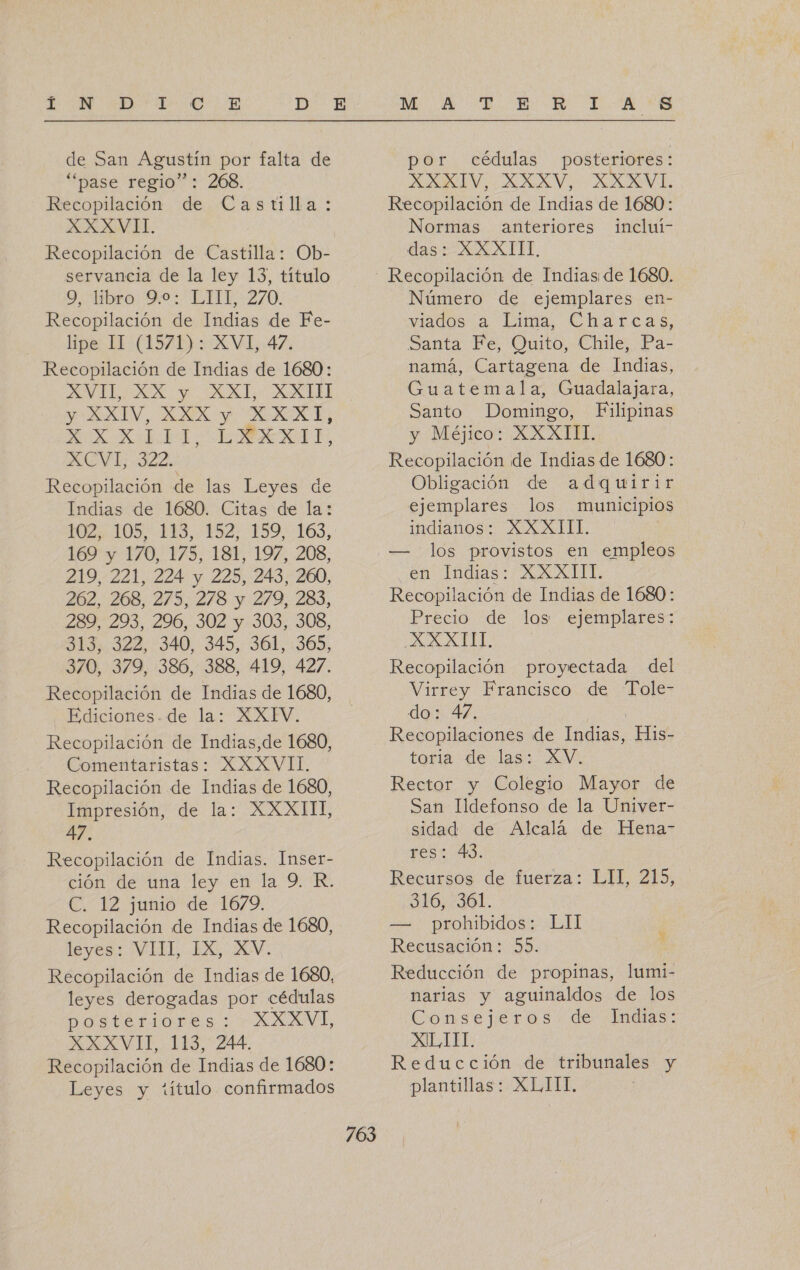 ÍNDICE DE MATERIAS
de San Agustín por falta de
“pase regio”: 268.
Recopilación de Castilla:
XXXVII.
Recopilación de Castilla: Ob-
servancia de la ley 13, título
9, libro 9.º: LIII, 270.
Recopilación de Indias de Fe-
lipe II (1571): XVI, 47.
Recopilación de Indias de 1680:
XVII, XX y XXI, XXIII
y XXIV, XXX y XXXI,
XXXIII, LXXXII,
XCVI, 322.
Recopilación de las Leyes de
Indias de 1680. Citas de la:
102, 105, 113, 152, 159, 163,
169 y 170, 175, 181, 197, 208,
219, 221, 224 y 225, 243, 260,
262, 268, 275, 278 y 279, 283,
289, 293, 296, 302 y 303, 308,
313, 322, 340, 345, 361, 365,
370, 379, 386, 388, 419, 427.
Recopilación de Indias de 1680,
Ediciones de la: XXIV.
Recopilación de Indias,de 1680,
Comentaristas: XXXVII.
Recopilación de Indias de 1680,
Impresión, de la: XXXIII,
47.
Recopilación de Indias. Inser-
ción de una ley en la 9. R.
C. 12 junio de 1679.
Recopilación de Indias de 1680,
leyes: VIII, IX, XV.
Recopilación de Indias de 1680,
leyes derogadas por cédulas
posteriores: XXXVI,
XXXVII, 113, 244.
Recopilación de Indias de 1680:
Leyes y título confirmados
por cédulas posteriores:
XXXIV, XXXV, XXXVI.
Recopilación de Indias de 1680:
Normas anteriores incluí-
das: XXXIII.
Recopilación de Indias de 1680.
Número de ejemplares en-
viados a Lima, Charcas,
Santa Fe, Quito, Chile, Pa-
namá, Cartagena de Indias,
Guatemala, Guadalajara,
Santo Domingo, Filipinas
y Méjico: XXXIII.
Recopilación de Indias de 1680:
Obligación de adquirir
ejemplares los municipios
indianos: XXXIII.
— los provistos en empleos
en Indias: XXXIII.
Recopilación de Indias de 1680:
Precio de los ejemplares:
XXXIII.
Recopilación proyectada del
Virrey Francisco de Tole-
do: 47.
Recopilaciones de Indias, His-
toria de las: XV.
Rector y Colegio Mayor de
San Ildefonso de la Univer-
sidad de Alcalá de Hena-
res: 43.
Recursos de fuerza: LII, 215,
316, 361.
— prohibidos: LII
Recusación: 55.
Reducción de propinas, lumi-
narias y aguinaldos de los
Consejeros de Indias:
XLIII.
Reducción de tribunales y
plantillas: XLIII.
763